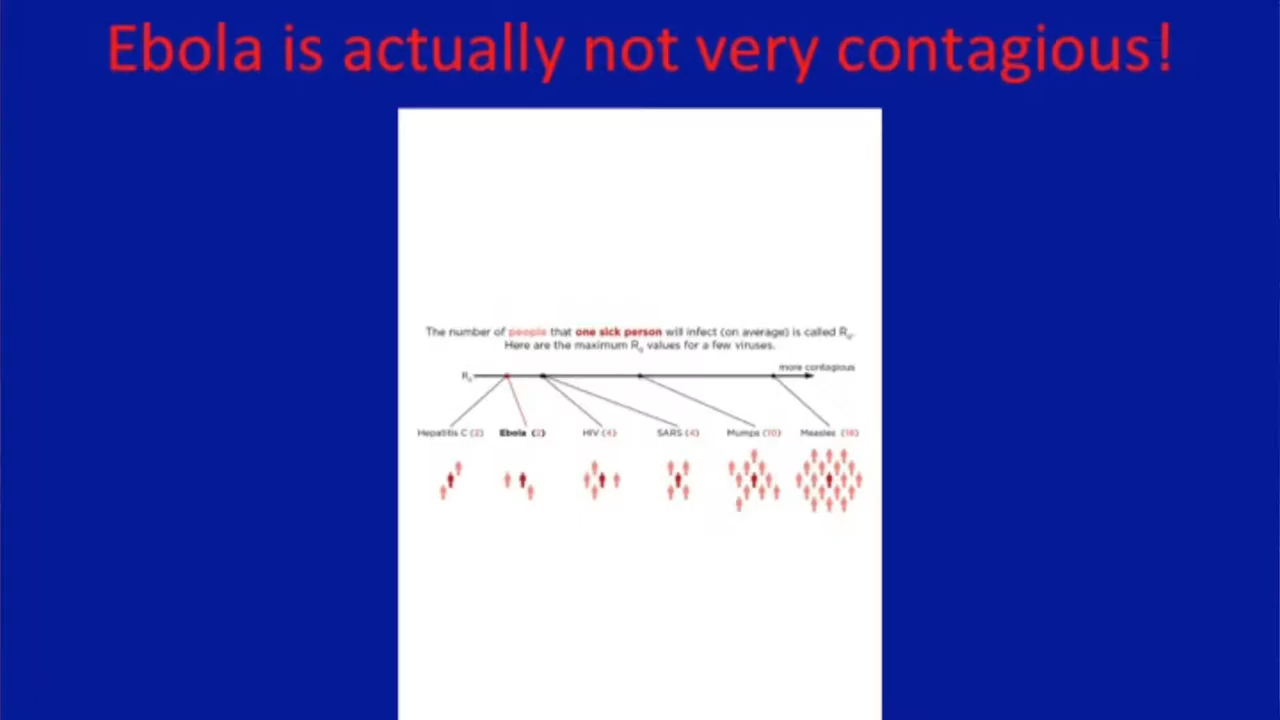 Ebola is actually not very contagious!
The number of people that one sick person will infect (on average) is called R₀.
Here are the maximum R₀ values for a few viruses.
more contagious
R₀
Hepatitis C (2) Ebola (2) HIV (4) SARS (4) Mumps (10) Measles (18)